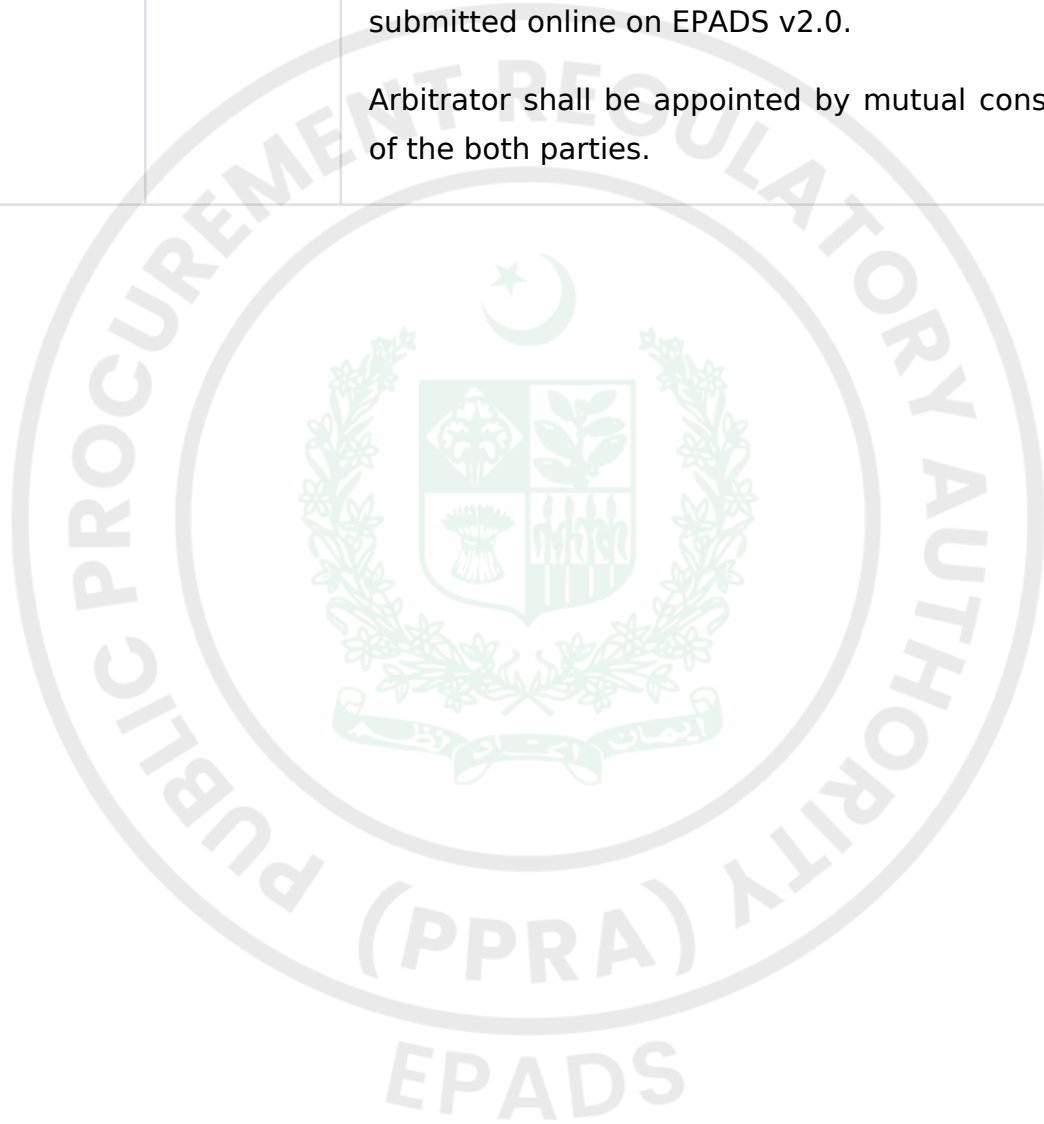 submitted online on EPADS v2.0.
Arbitrator shall be appointed by mutual cons
of the both parties.
PUBLIC PROCUREMENT REGULATORY AUTHORITY
(PPRA)
EPADS